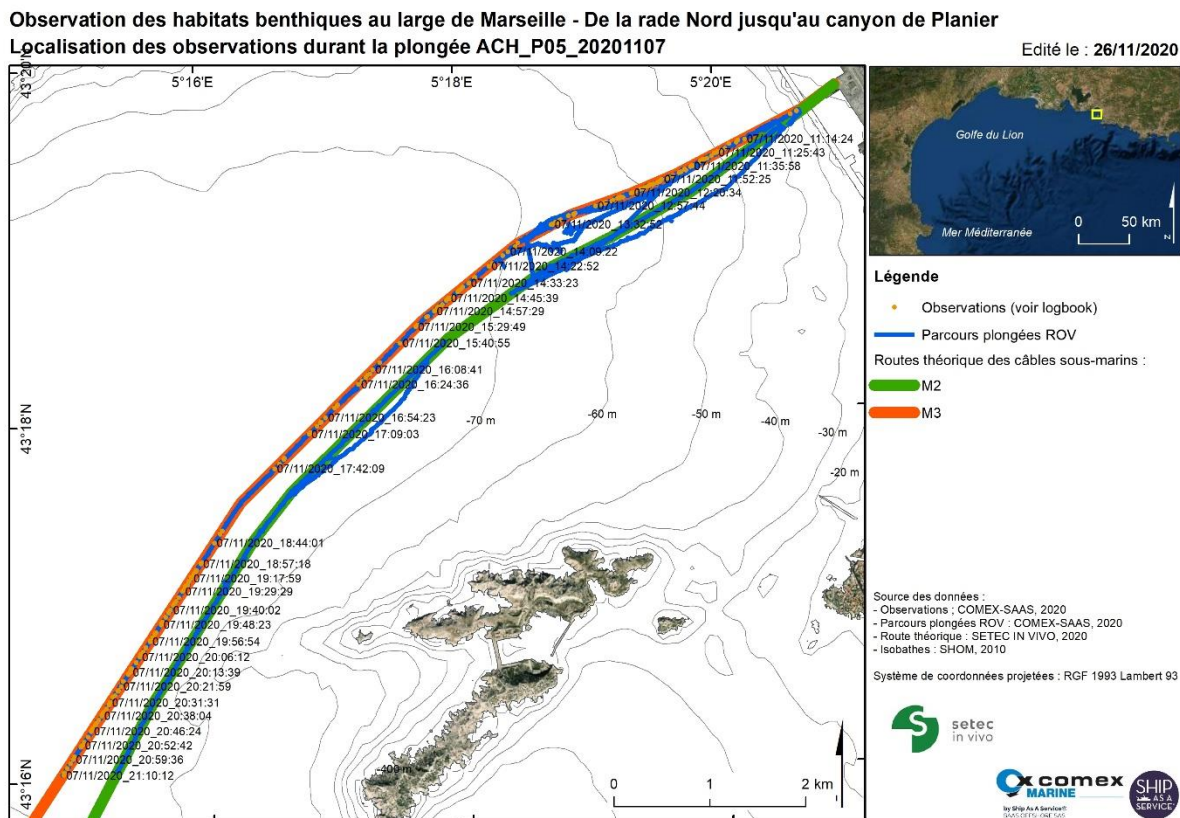 Observation des habitats benthiques au large de Marseille - De la rade Nord jusqu'au canyon de Planier
Localisation des observations durant la plongée ACH_P05_20201107
Edité le : 26/11/2020
43°20'N
5°16'E
5°18'E
5°20'E
07/11/2020_11:14:24
07/11/2020_11:25:43
07/11/2020_11:35:58
07/11/2020_11:52:25
07/11/2020_12:57:44
07/11/2020_13:32:52
07/11/2020_14:09:22
07/11/2020_14:22:52
07/11/2020_14:33:23
07/11/2020_14:45:39
07/11/2020_14:57:29
07/11/2020_15:29:49
07/11/2020_15:40:55
07/11/2020_16:08:41
07/11/2020_16:24:36
07/11/2020_16:54:23
07/11/2020_17:09:03
07/11/2020_17:42:09
07/11/2020_18:44:01
07/11/2020_18:57:18
07/11/2020_19:17:59
07/11/2020_19:29:29
07/11/2020_19:40:02
07/11/2020_19:48:23
07/11/2020_19:56:54
07/11/2020_20:06:12
07/11/2020_20:13:39
07/11/2020_20:21:59
07/11/2020_20:31:31
07/11/2020_20:38:04
07/11/2020_20:46:24
07/11/2020_20:52:42
07/11/2020_20:59:36
07/11/2020_21:10:12
43°18'N
43°16'N
-70 m
-60 m
-50 m
-40 m
-30 m
-20 m
-400 m
0 1 2 km
Golfe du Lion
Mer Méditerranée
0 50 km
N
Légende
Observations (voir logbook)
Parcours plongées ROV
Routes théorique des câbles sous-marins :
M2
M3
Source des données :
- Observations ; COMEX-SAAS, 2020
- Parcours plongées ROV : COMEX-SAAS, 2020
- Route théorique : SETEC IN VIVO, 2020
- Isobathes : SHOM, 2010
Système de coordonnées projetées : RGF 1993 Lambert 93
setec
in vivo
comex
MARINE
by Ship As A Service®
SHIP
AS A
SERVICE